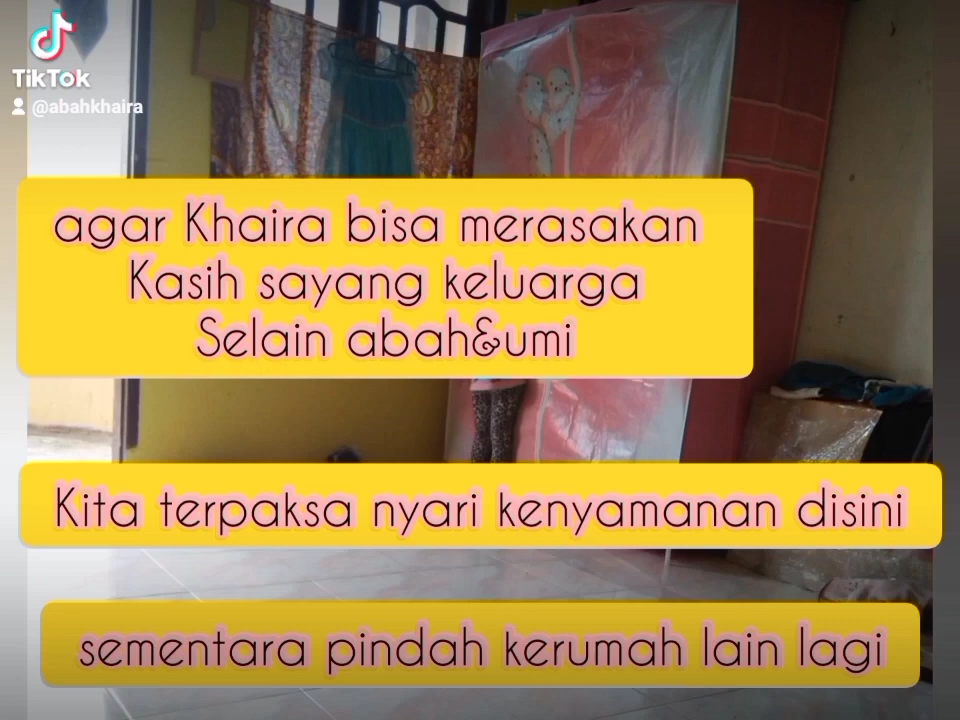 TikTok
@abahkhaira
agar Khaira bisa merasakan
Kasih sayang keluarga
Selain abah&umi
Kita terpaksa nyari kenyamanan disini
sementara pindah kerumah lain lagi